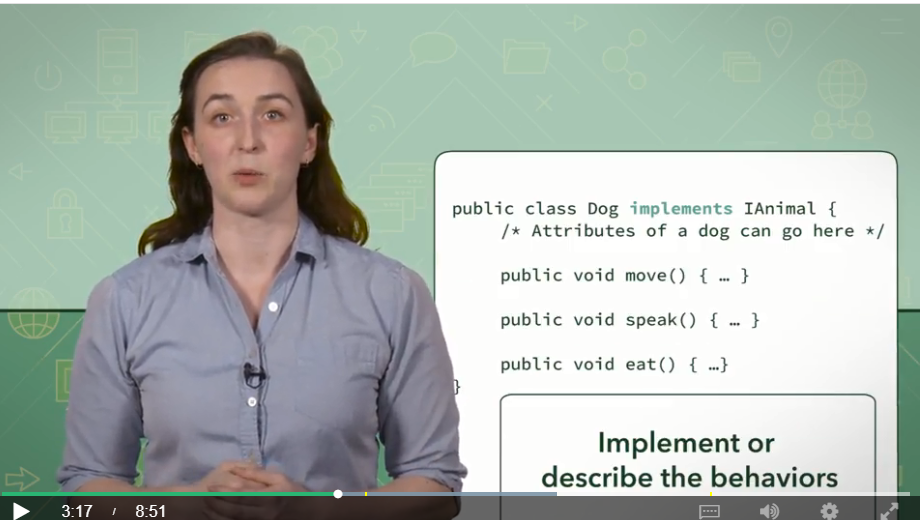 public class Dog implements IAnimal {
/* Attributes of a dog can go here */
public void move() { … }
public void speak() { … }
public void eat() { …}
}
Implement or
describe the behaviors
3:17 / 8:51